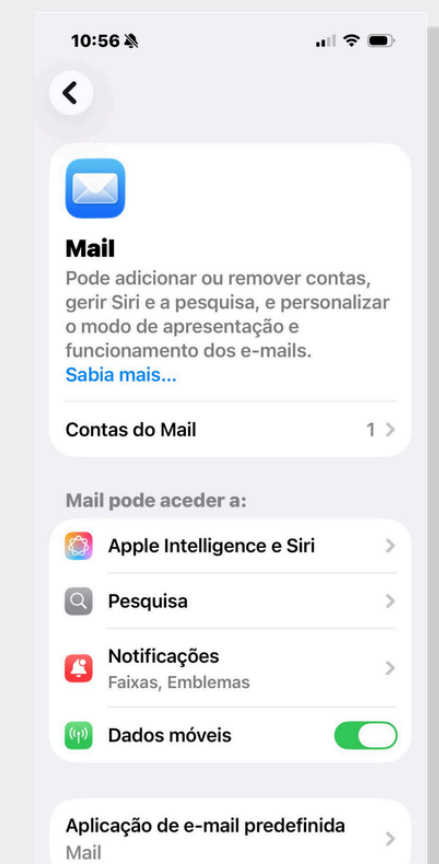 10:56
Mail
Pode adicionar ou remover contas,
gerir Siri e a pesquisa, e personalizar
o modo de apresentação e
funcionamento dos e-mails.
Sabia mais...
Contas do Mail 1
Mail pode aceder a:
Apple Intelligence e Siri
Pesquisa
Notificações
Faixas, Emblemas
Dados móveis
Aplicação de e-mail predefinida
Mail